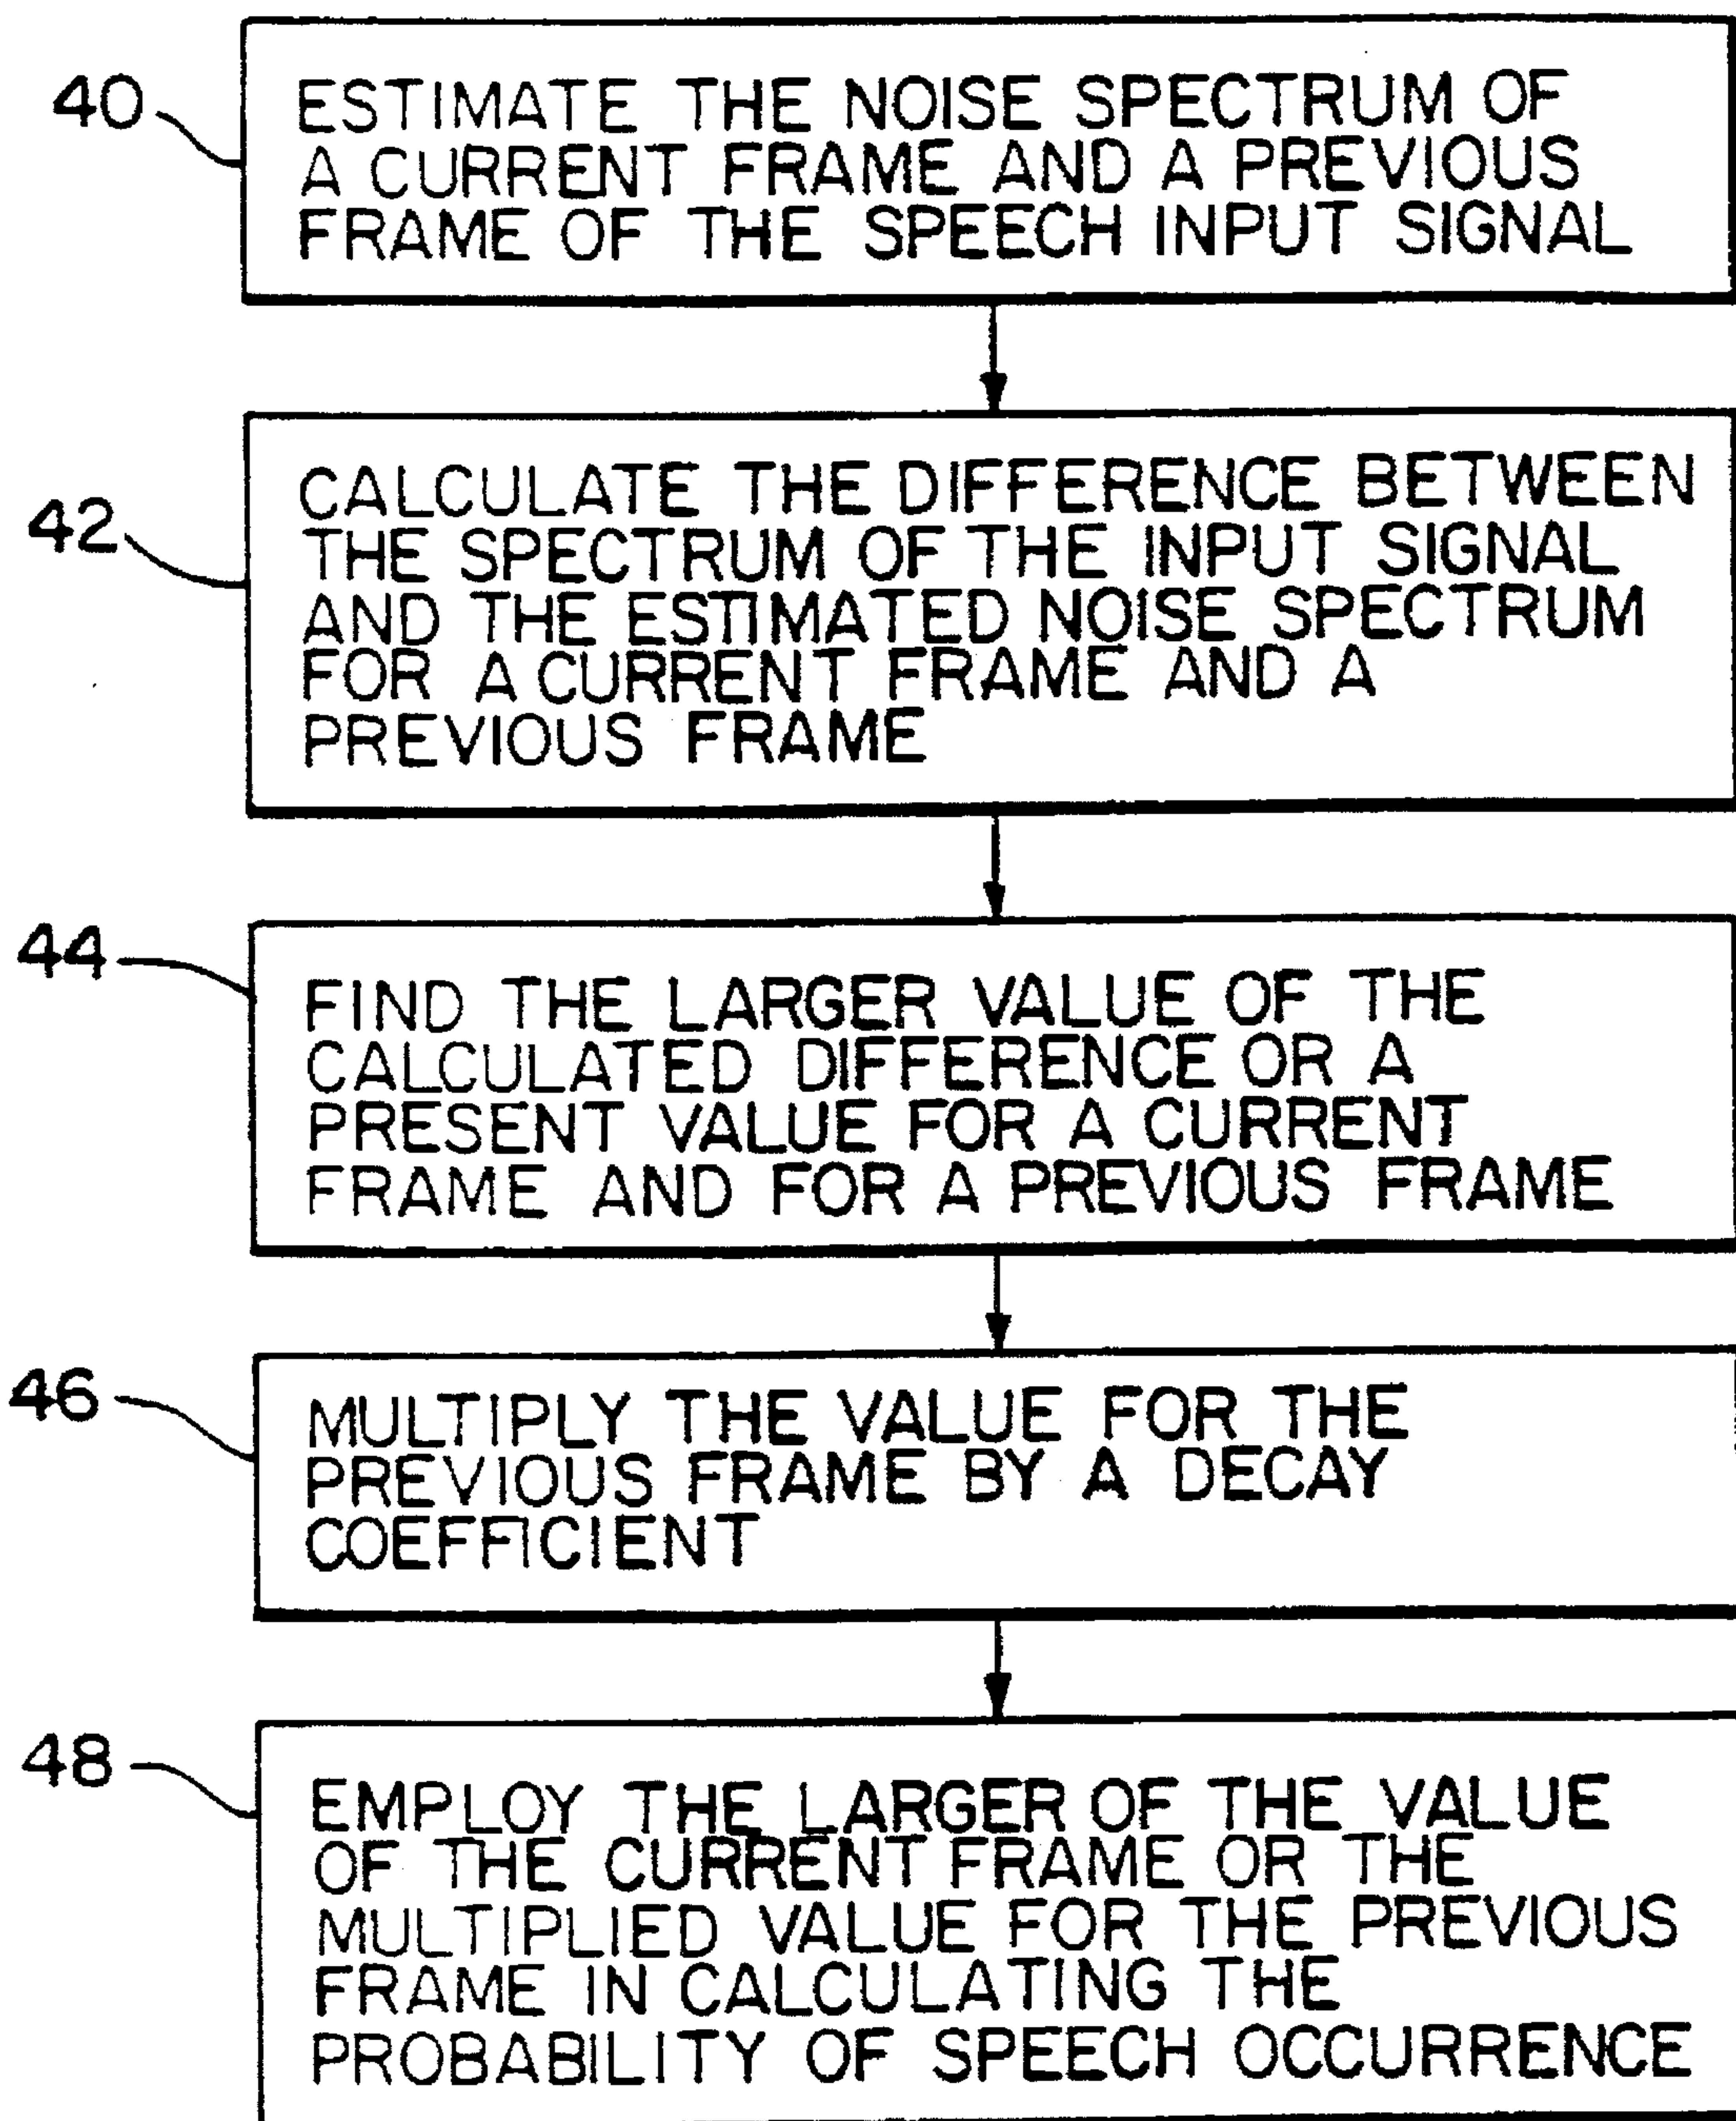 40
ESTIMATE THE NOISE SPECTRUM OF
A CURRENT FRAME AND A PREVIOUS
FRAME OF THE SPEECH INPUT SIGNAL
42
CALCULATE THE DIFFERENCE BETWEEN
THE SPECTRUM OF THE INPUT SIGNAL
AND THE ESTIMATED NOISE SPECTRUM
FOR A CURRENT FRAME AND A
PREVIOUS FRAME
44
FIND THE LARGER VALUE OF THE
CALCULATED DIFFERENCE OR A
PRESENT VALUE FOR A CURRENT
FRAME AND FOR A PREVIOUS FRAME
46
MULTIPLY THE VALUE FOR THE
PREVIOUS FRAME BY A DECAY
COEFFICIENT
48
EMPLOY THE LARGER OF THE VALUE
OF THE CURRENT FRAME OR THE
MULTIPLIED VALUE FOR THE PREVIOUS
FRAME IN CALCULATING THE
PROBABILITY OF SPEECH OCCURRENCE